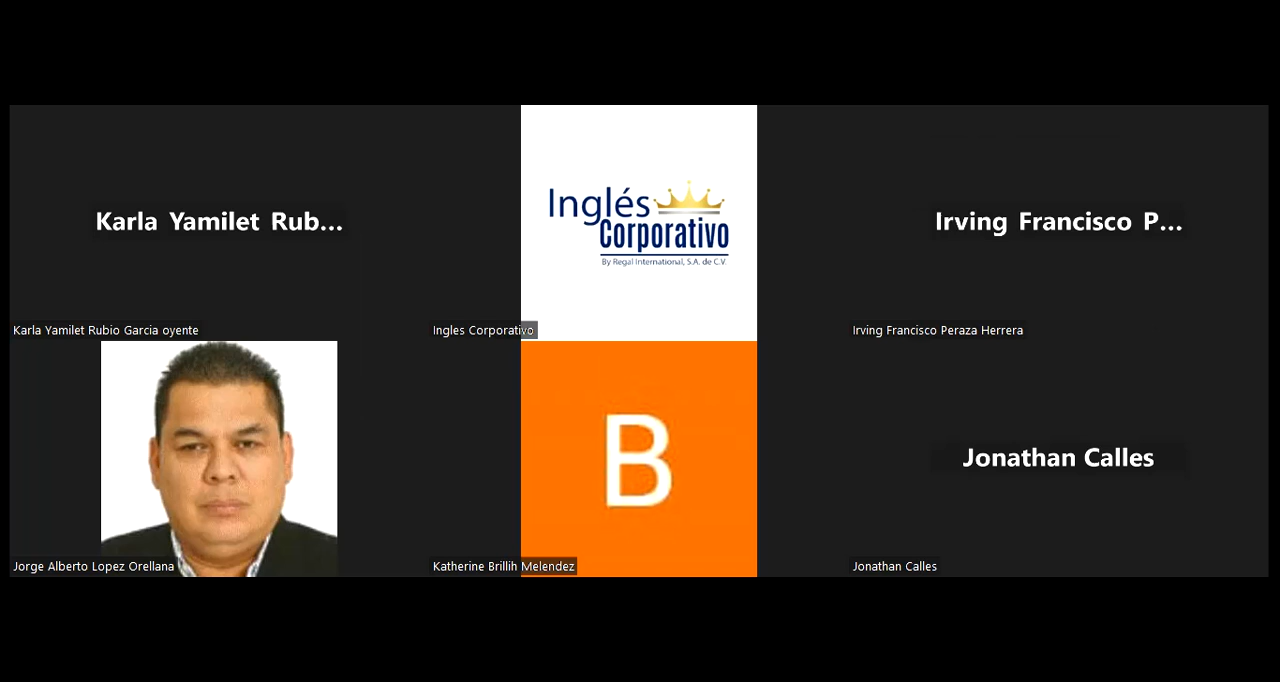 Karla Yamilet Rub...
Inglés
Corporativo
By Regal International, S.A. de C.V.
Irving Francisco P...
Karla Yamilet Rubio Garcia oyente
Ingles Corporativo
Irving Francisco Peraza Herrera
B
Jonathan Calles
Jorge Alberto Lopez Orellana
Katherine Brillih Melendez
Jonathan Calles